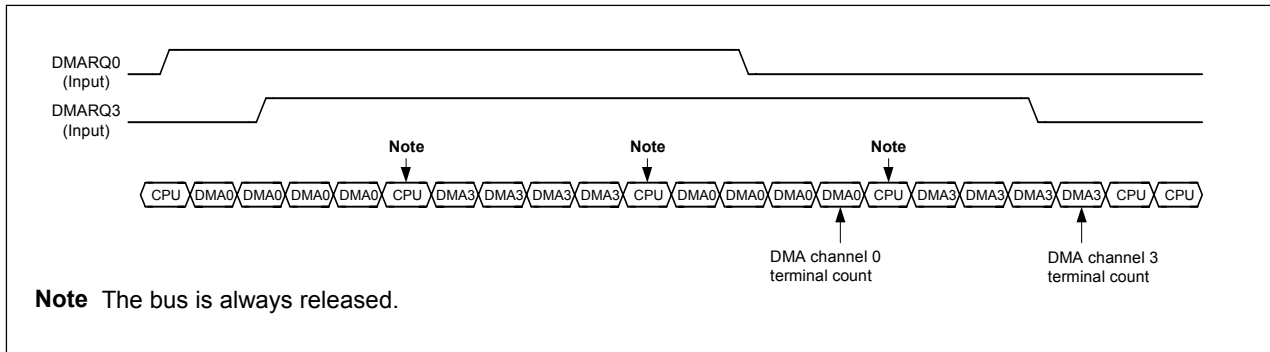 DMARQ0
(Input)
DMARQ3
(Input)
Note Note Note
CPU DMA0 DMA0 DMA0 DMA0 CPU DMA3 DMA3 DMA3 DMA3 CPU DMA0 DMA0 DMA0 DMA0 CPU DMA3 DMA3 DMA3 DMA3 CPU CPU
DMA channel 0
terminal count
DMA channel 3
terminal count
Note The bus is always released.